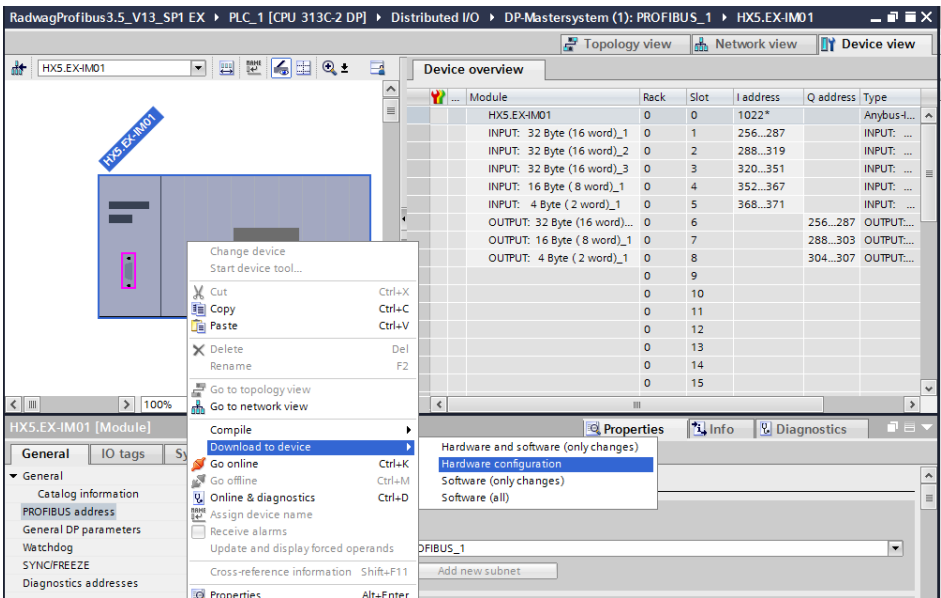 RadwagProfibus3.5_V13_SP1 EX ▸ PLC_1 [CPU 313C-2 DP] ▸ Distributed I/O ▸ DP-Mastersystem (1): PROFIBUS_1 ▸ HX5.EX-IM01
Topology view Network view Device view
HX5.EX-IM01
Device overview
... Module Rack Slot I address Q address Type
HX5.EX-IM01 0 0 1022* Anybus-I...
INPUT: 32 Byte (16 word)_1 0 1 256...287 INPUT: ...
INPUT: 32 Byte (16 word)_2 0 2 288...319 INPUT: ...
INPUT: 32 Byte (16 word)_3 0 3 320...351 INPUT: ...
INPUT: 16 Byte ( 8 word)_1 0 4 352...367 INPUT: ...
INPUT: 4 Byte ( 2 word)_1 0 5 368...371 INPUT: ...
OUTPUT: 32 Byte (16 word)... 0 6 256...287 OUTPUT:...
OUTPUT: 16 Byte ( 8 word)_1 0 7 288...303 OUTPUT:...
OUTPUT: 4 Byte ( 2 word)_1 0 8 304...307 OUTPUT:...
0 9
0 10
0 11
0 12
0 13
0 14
0 15
HX5.EX-IM01
Change device
Start device tool...
Cut Ctrl+X
Copy Ctrl+C
Paste Ctrl+V
Delete Del
Rename F2
Go to topology view
Go to network view
Compile
Download to device
Go online Ctrl+K
Go offline Ctrl+M
Online & diagnostics Ctrl+D
Assign device name
Receive alarms
Update and display forced operands
Cross-reference information Shift+F11
Properties Alt+Enter
Hardware and software (only changes)
Hardware configuration
Software (only changes)
Software (all)
100%
HX5.EX-IM01 [Module]
Properties Info Diagnostics
General IO tags Sy
General
Catalog information
PROFIBUS address
General DP parameters
Watchdog
SYNC/FREEZE
Diagnostics addresses
OFIBUS_1
Add new subnet